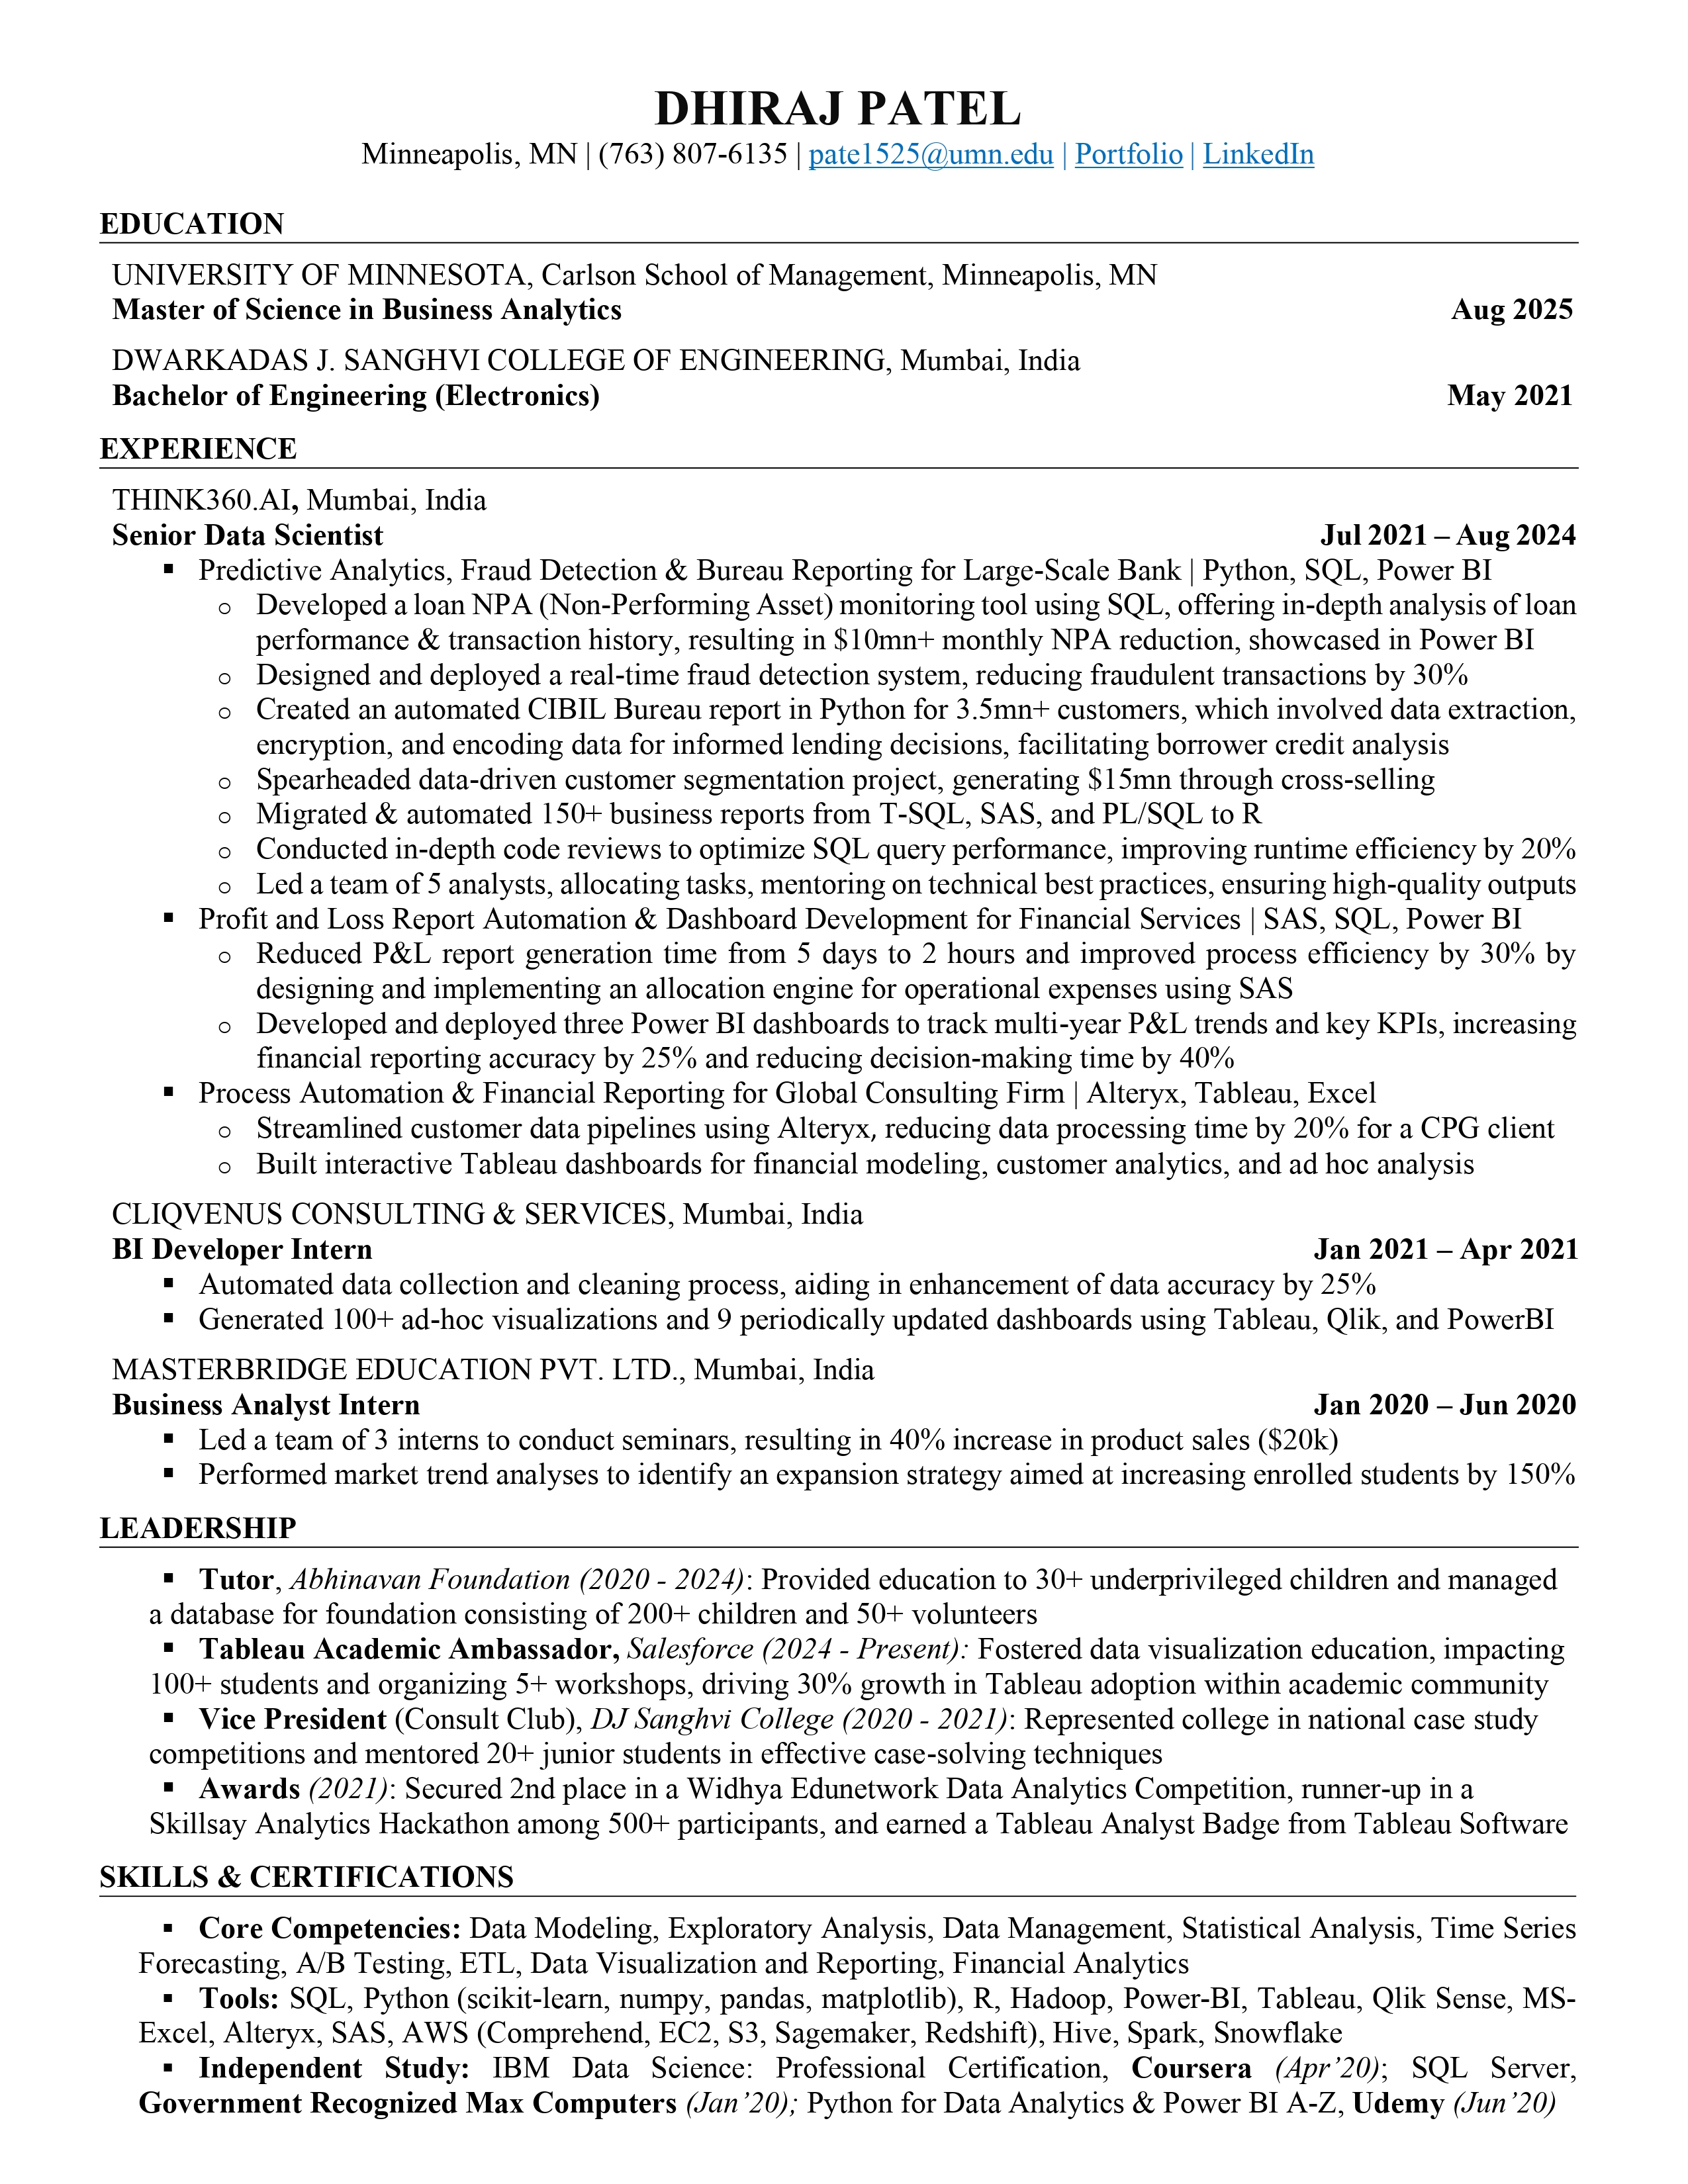 DHIRAJ PATEL
Minneapolis, MN | (763) 807-6135 | pate1525@umn.edu | Portfolio | LinkedIn
EDUCATION
UNIVERSITY OF MINNESOTA, Carlson School of Management, Minneapolis, MN
Master of Science in Business Analytics Aug 2025
DWARKADAS J. SANGHVI COLLEGE OF ENGINEERING, Mumbai, India
Bachelor of Engineering (Electronics) May 2021
EXPERIENCE
THINK360.AI, Mumbai, India
Senior Data Scientist Jul 2021 – Aug 2024
▪ Predictive Analytics, Fraud Detection & Bureau Reporting for Large-Scale Bank | Python, SQL, Power BI
o Developed a loan NPA (Non-Performing Asset) monitoring tool using SQL, offering in-depth analysis of loan
performance & transaction history, resulting in $10mn+ monthly NPA reduction, showcased in Power BI
o Designed and deployed a real-time fraud detection system, reducing fraudulent transactions by 30%
o Created an automated CIBIL Bureau report in Python for 3.5mn+ customers, which involved data extraction,
encryption, and encoding data for informed lending decisions, facilitating borrower credit analysis
o Spearheaded data-driven customer segmentation project, generating $15mn through cross-selling
o Migrated & automated 150+ business reports from T-SQL, SAS, and PL/SQL to R
o Conducted in-depth code reviews to optimize SQL query performance, improving runtime efficiency by 20%
o Led a team of 5 analysts, allocating tasks, mentoring on technical best practices, ensuring high-quality outputs
▪ Profit and Loss Report Automation & Dashboard Development for Financial Services | SAS, SQL, Power BI
o Reduced P&L report generation time from 5 days to 2 hours and improved process efficiency by 30% by
designing and implementing an allocation engine for operational expenses using SAS
o Developed and deployed three Power BI dashboards to track multi-year P&L trends and key KPIs, increasing
financial reporting accuracy by 25% and reducing decision-making time by 40%
▪ Process Automation & Financial Reporting for Global Consulting Firm | Alteryx, Tableau, Excel
o Streamlined customer data pipelines using Alteryx, reducing data processing time by 20% for a CPG client
o Built interactive Tableau dashboards for financial modeling, customer analytics, and ad hoc analysis
CLIQVENUS CONSULTING & SERVICES, Mumbai, India
BI Developer Intern Jan 2021 – Apr 2021
▪ Automated data collection and cleaning process, aiding in enhancement of data accuracy by 25%
▪ Generated 100+ ad-hoc visualizations and 9 periodically updated dashboards using Tableau, Qlik, and PowerBI
MASTERBRIDGE EDUCATION PVT. LTD., Mumbai, India
Business Analyst Intern Jan 2020 – Jun 2020
▪ Led a team of 3 interns to conduct seminars, resulting in 40% increase in product sales ($20k)
▪ Performed market trend analyses to identify an expansion strategy aimed at increasing enrolled students by 150%
LEADERSHIP
▪ Tutor, Abhinavan Foundation (2020 - 2024): Provided education to 30+ underprivileged children and managed
a database for foundation consisting of 200+ children and 50+ volunteers
▪ Tableau Academic Ambassador, Salesforce (2024 - Present): Fostered data visualization education, impacting
100+ students and organizing 5+ workshops, driving 30% growth in Tableau adoption within academic community
▪ Vice President (Consult Club), DJ Sanghvi College (2020 - 2021): Represented college in national case study
competitions and mentored 20+ junior students in effective case-solving techniques
▪ Awards (2021): Secured 2nd place in a Widhya Edunetwork Data Analytics Competition, runner-up in a
Skillsay Analytics Hackathon among 500+ participants, and earned a Tableau Analyst Badge from Tableau Software
SKILLS & CERTIFICATIONS
▪ Core Competencies: Data Modeling, Exploratory Analysis, Data Management, Statistical Analysis, Time Series
Forecasting, A/B Testing, ETL, Data Visualization and Reporting, Financial Analytics
▪ Tools: SQL, Python (scikit-learn, numpy, pandas, matplotlib), R, Hadoop, Power-BI, Tableau, Qlik Sense, MS-
Excel, Alteryx, SAS, AWS (Comprehend, EC2, S3, Sagemaker, Redshift), Hive, Spark, Snowflake
▪ Independent Study: IBM Data Science: Professional Certification, Coursera (Apr’20); SQL Server,
Government Recognized Max Computers (Jan’20); Python for Data Analytics & Power BI A-Z, Udemy (Jun’20)